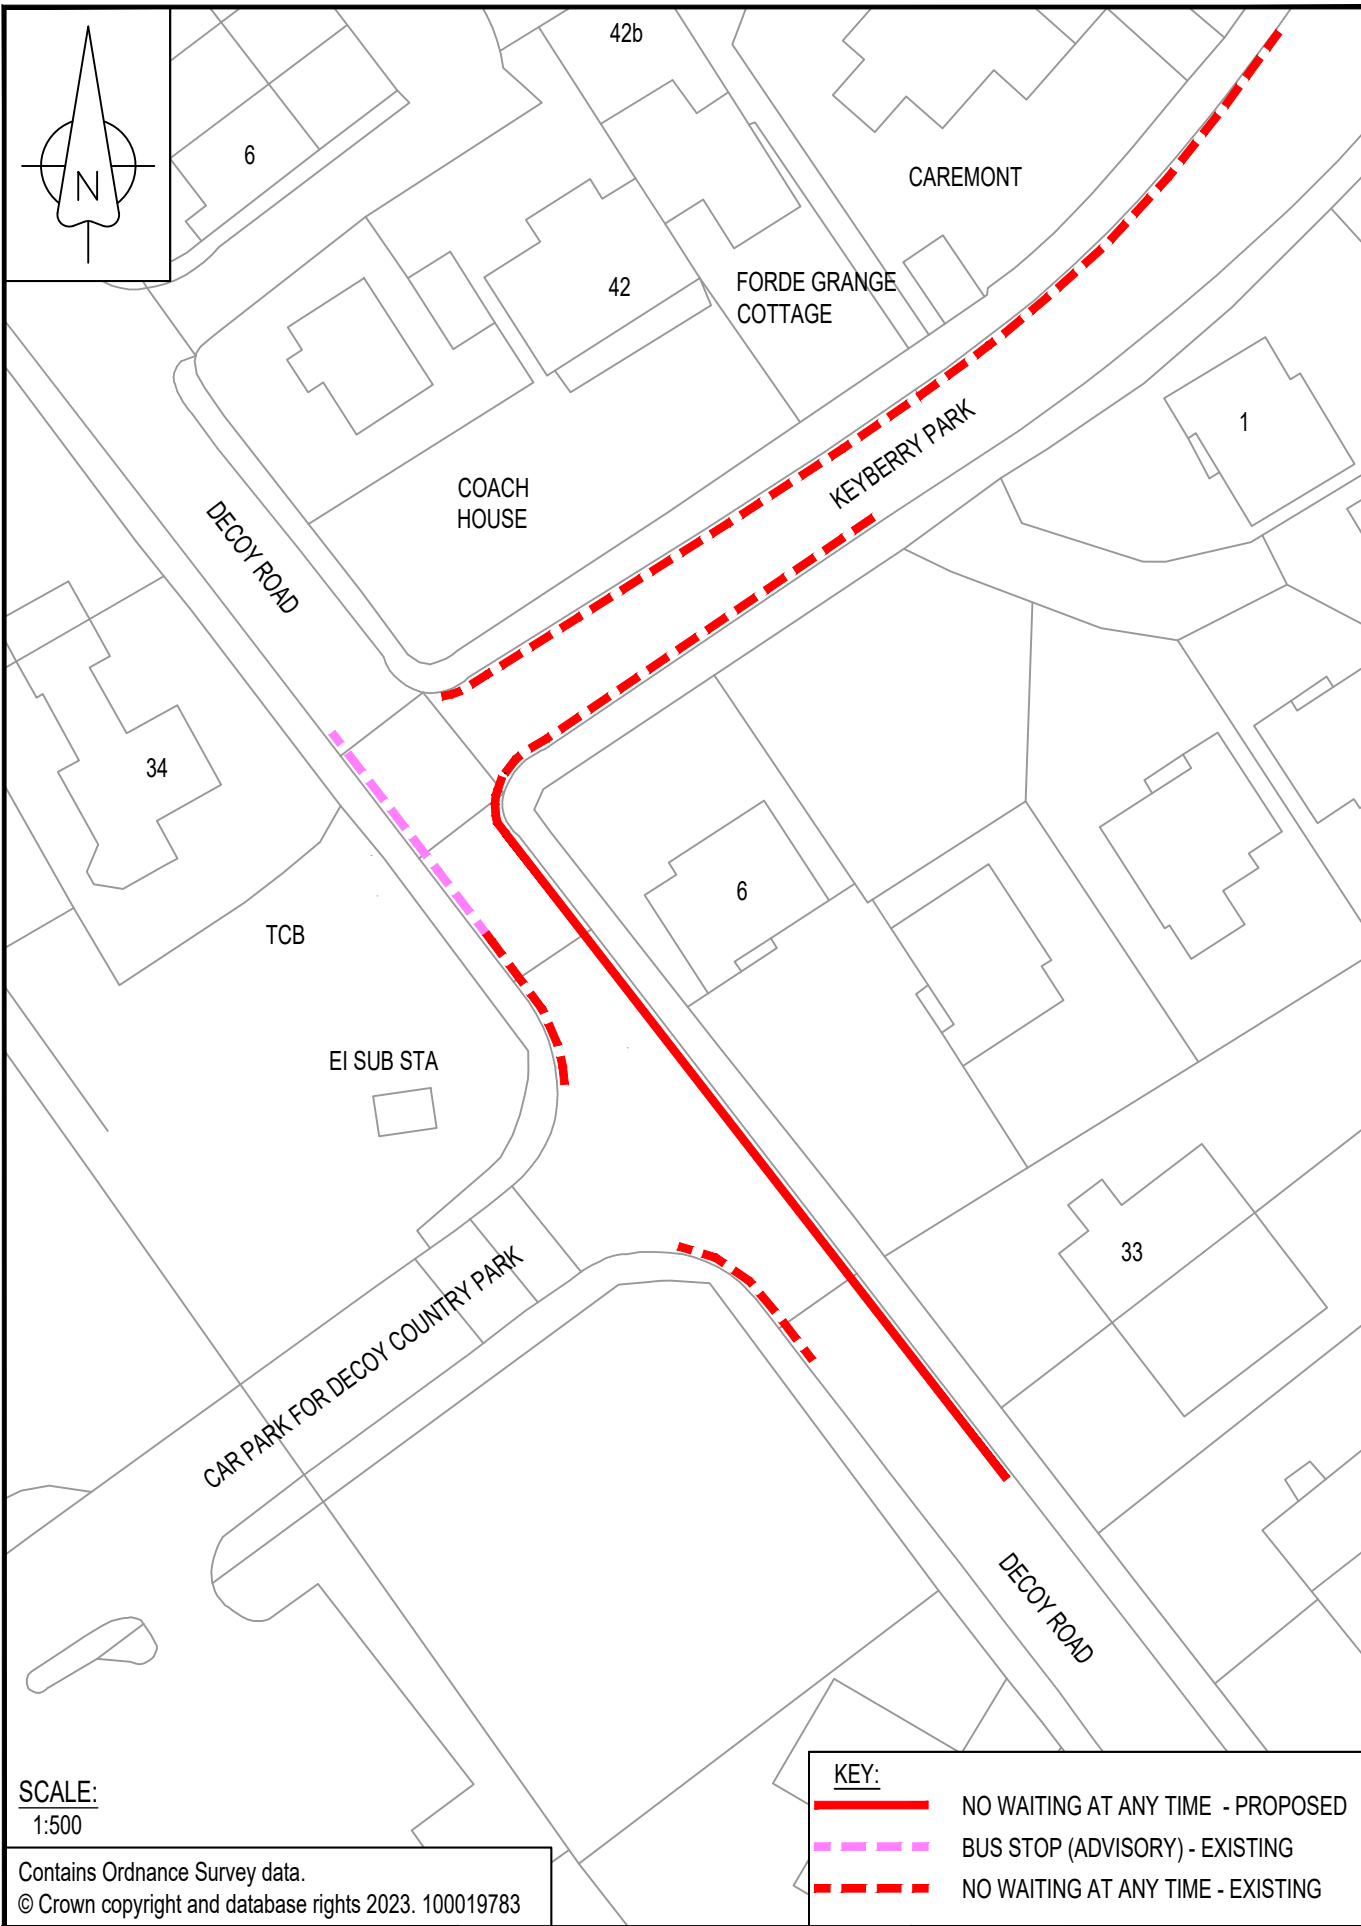 42b
N
6
CAREMONT
42
FORDE GRANGE
COTTAGE
1
KEYBERRY PARK
COACH
HOUSE
DECOY ROAD
34
6
TCB
EI SUB STA
33
CAR PARK FOR DECOY COUNTRY PARK
DECOY ROAD
SCALE:
1:500
Contains Ordnance Survey data.
© Crown copyright and database rights 2023. 100019783
KEY:
NO WAITING AT ANY TIME - PROPOSED
BUS STOP (ADVISORY) - EXISTING
NO WAITING AT ANY TIME - EXISTING